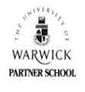 THE UNIVERSITY OF
WARWICK
PARTNER SCHOOL